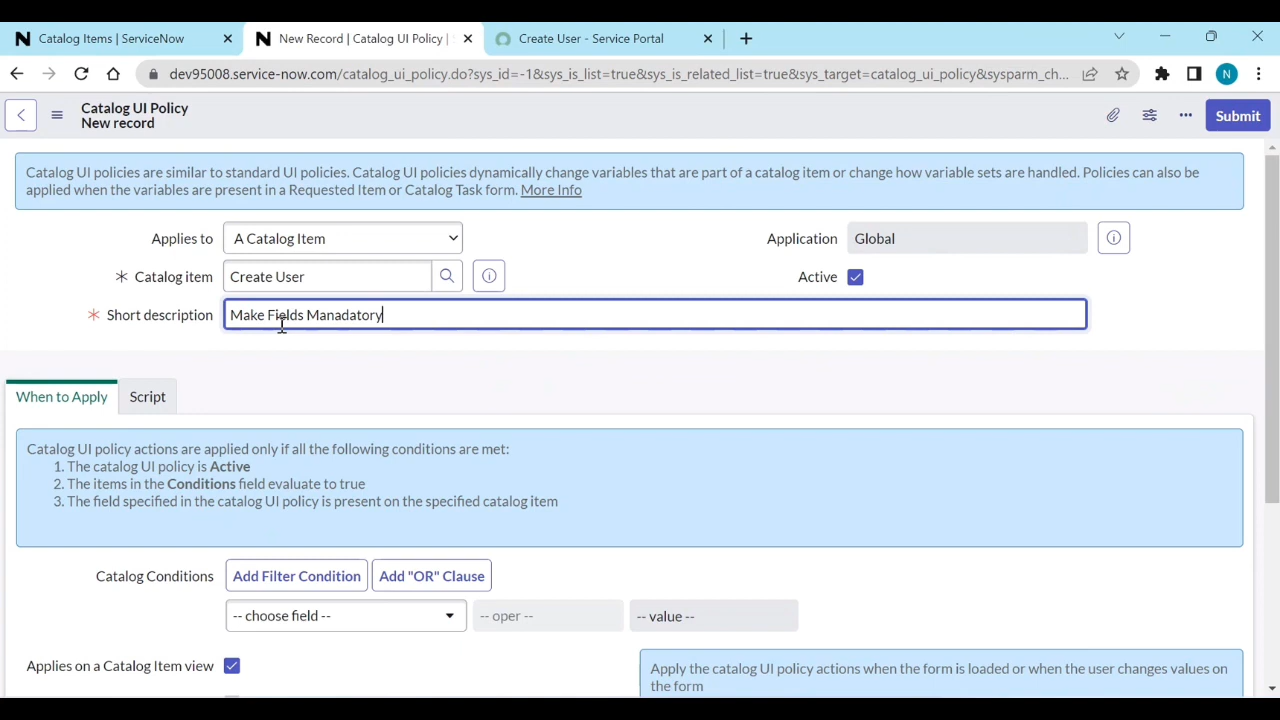 Catalog Items | ServiceNow
New Record | Catalog UI Policy |
Create User - Service Portal
dev95008.service-now.com/catalog_ui_policy.do?sys_id=-1&sys_is_list=true&sys_is_related_list=true&sys_target=catalog_ui_policy&sysparm_ch...
N
Catalog UI Policy
New record
Submit
Catalog UI policies are similar to standard UI policies. Catalog UI policies dynamically change variables that are part of a catalog item or change how variable sets are handled. Policies can also be
applied when the variables are present in a Requested Item or Catalog Task form. More Info
Applies to
A Catalog Item
Application
Global
* Catalog item
Create User
Active
* Short description
Make Fields Manadatory
When to Apply
Script
Catalog UI policy actions are applied only if all the following conditions are met:
1. The catalog UI policy is Active
2. The items in the Conditions field evaluate to true
3. The field specified in the catalog UI policy is present on the specified catalog item
Catalog Conditions
Add Filter Condition
Add "OR" Clause
-- choose field --
-- oper --
-- value --
Applies on a Catalog Item view
Apply the catalog UI policy actions when the form is loaded or when the user changes values on
the form